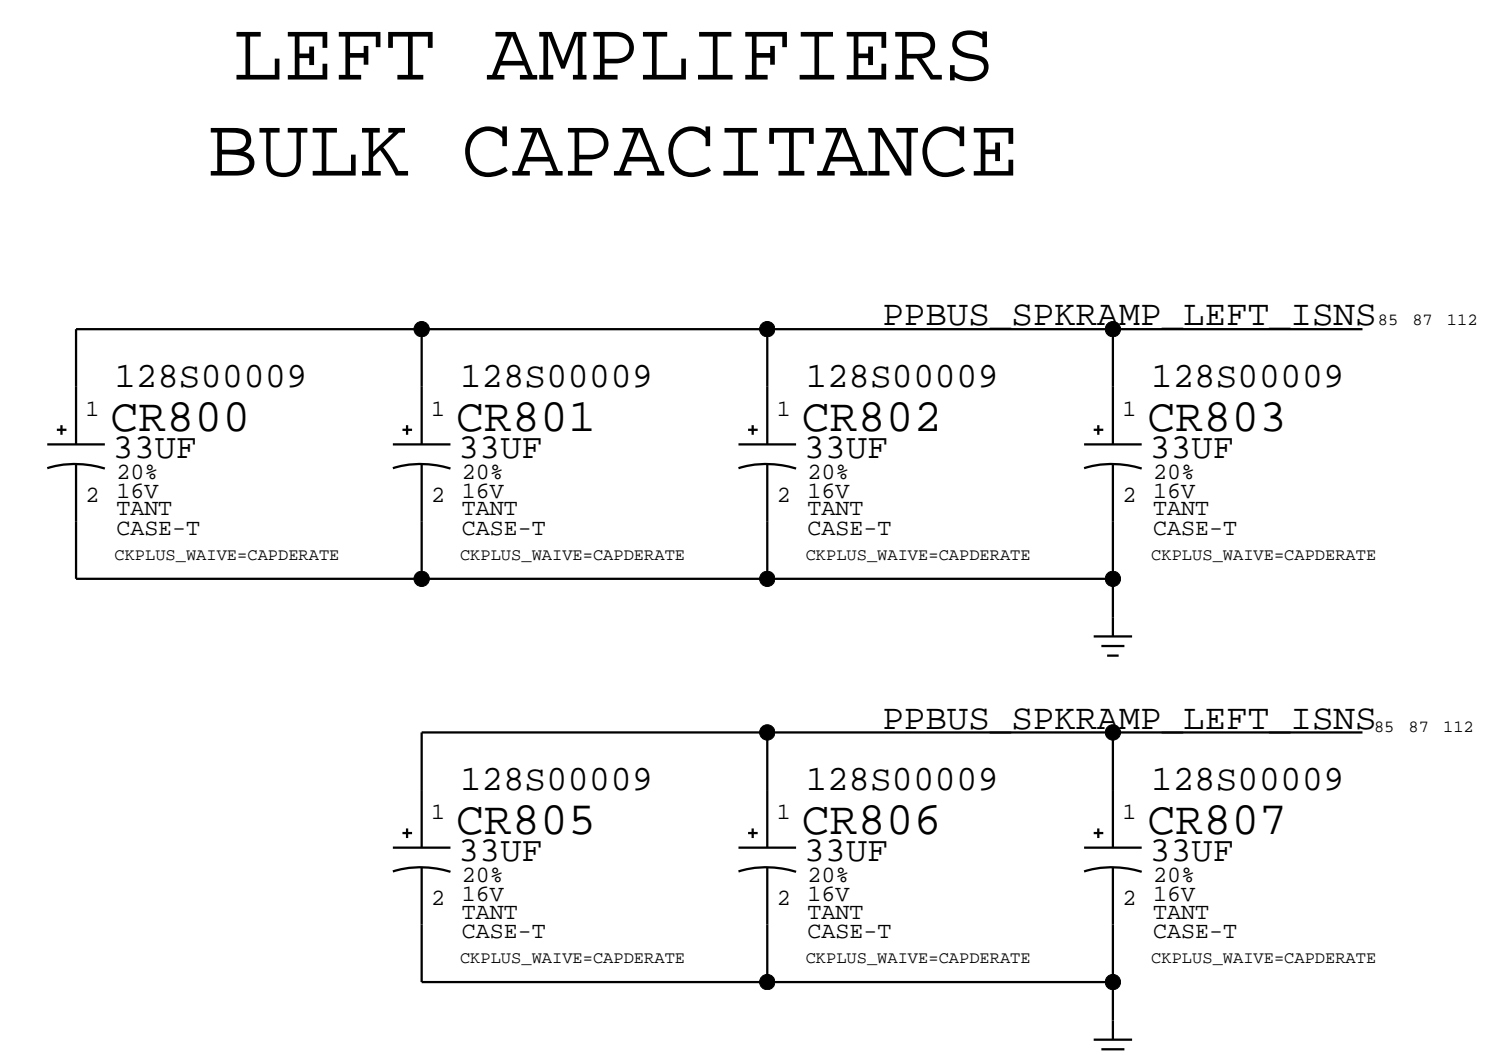 LEFT AMPLIFIERS
BULK CAPACITANCE
PPBUS_SPKRAMP_LEFT_ISNS 85 87 112
128S00009 128S00009 128S00009 128S00009
1 CR800 1 CR801 1 CR802 1 CR803
+ 33UF + 33UF + 33UF + 33UF
20% 20% 20% 20%
2 16V 2 16V 2 16V 2 16V
TANT TANT TANT TANT
CASE-T CASE-T CASE-T CASE-T
CKPLUS_WAIVE=CAPDERATE CKPLUS_WAIVE=CAPDERATE CKPLUS_WAIVE=CAPDERATE CKPLUS_WAIVE=CAPDERATE
PPBUS_SPKRAMP_LEFT_ISNS 85 87 112
128S00009 128S00009 128S00009
1 CR805 1 CR806 1 CR807
+ 33UF + 33UF + 33UF
20% 20% 20%
2 16V 2 16V 2 16V
TANT TANT TANT
CASE-T CASE-T CASE-T
CKPLUS_WAIVE=CAPDERATE CKPLUS_WAIVE=CAPDERATE CKPLUS_WAIVE=CAPDERATE